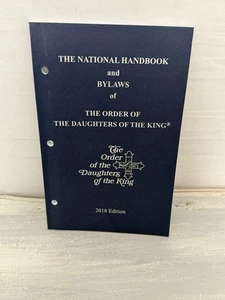 THE NATIONAL HANDBOOK
and
BYLAWS
of
THE ORDER OF
THE DAUGHTERS OF THE KING®
The
Order
of the
Daughters
of the King
2018 Edition